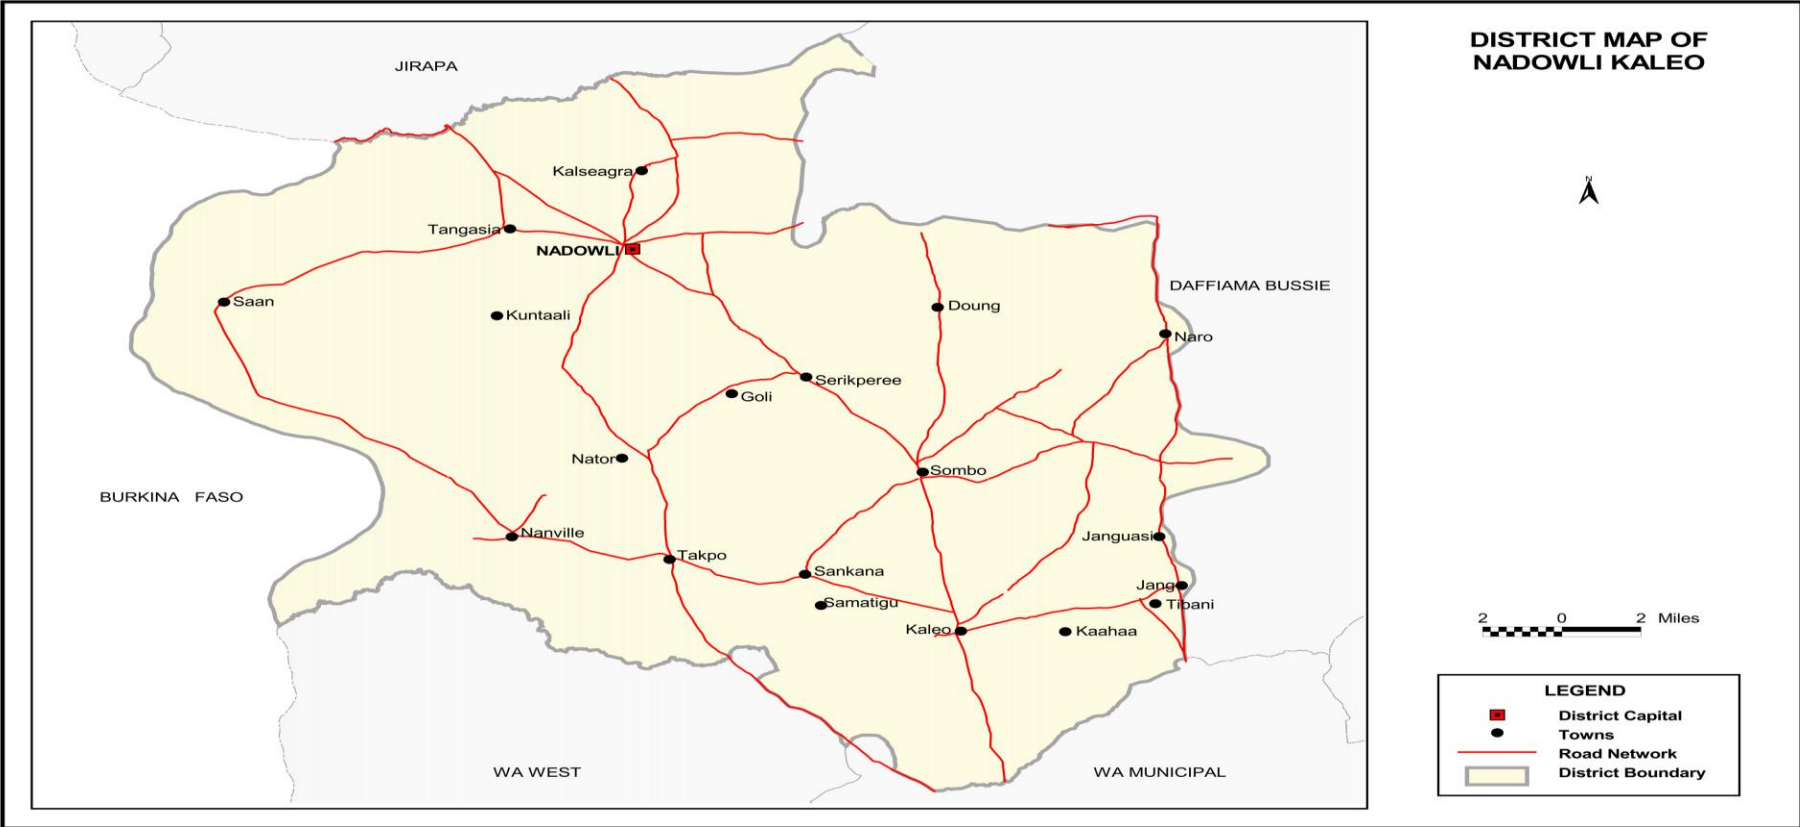 DISTRICT MAP OF
NADOWLI KALEO
JIRAPA
Kalseagra
Tangasia
NADOWLI
DAFFIAMA BUSSIE
Saan
Doung
Kuntaali
Naro
Serikperee
Goli
Nator
Sombo
BURKINA FASO
Nanville
Janguasi
Takpo
Sankana
Jang
Samatigu
Tibani
Kaleo
Kaahaa
WA WEST
WA MUNICIPAL
N
2 0 2 Miles
LEGEND
District Capital
Towns
Road Network
District Boundary